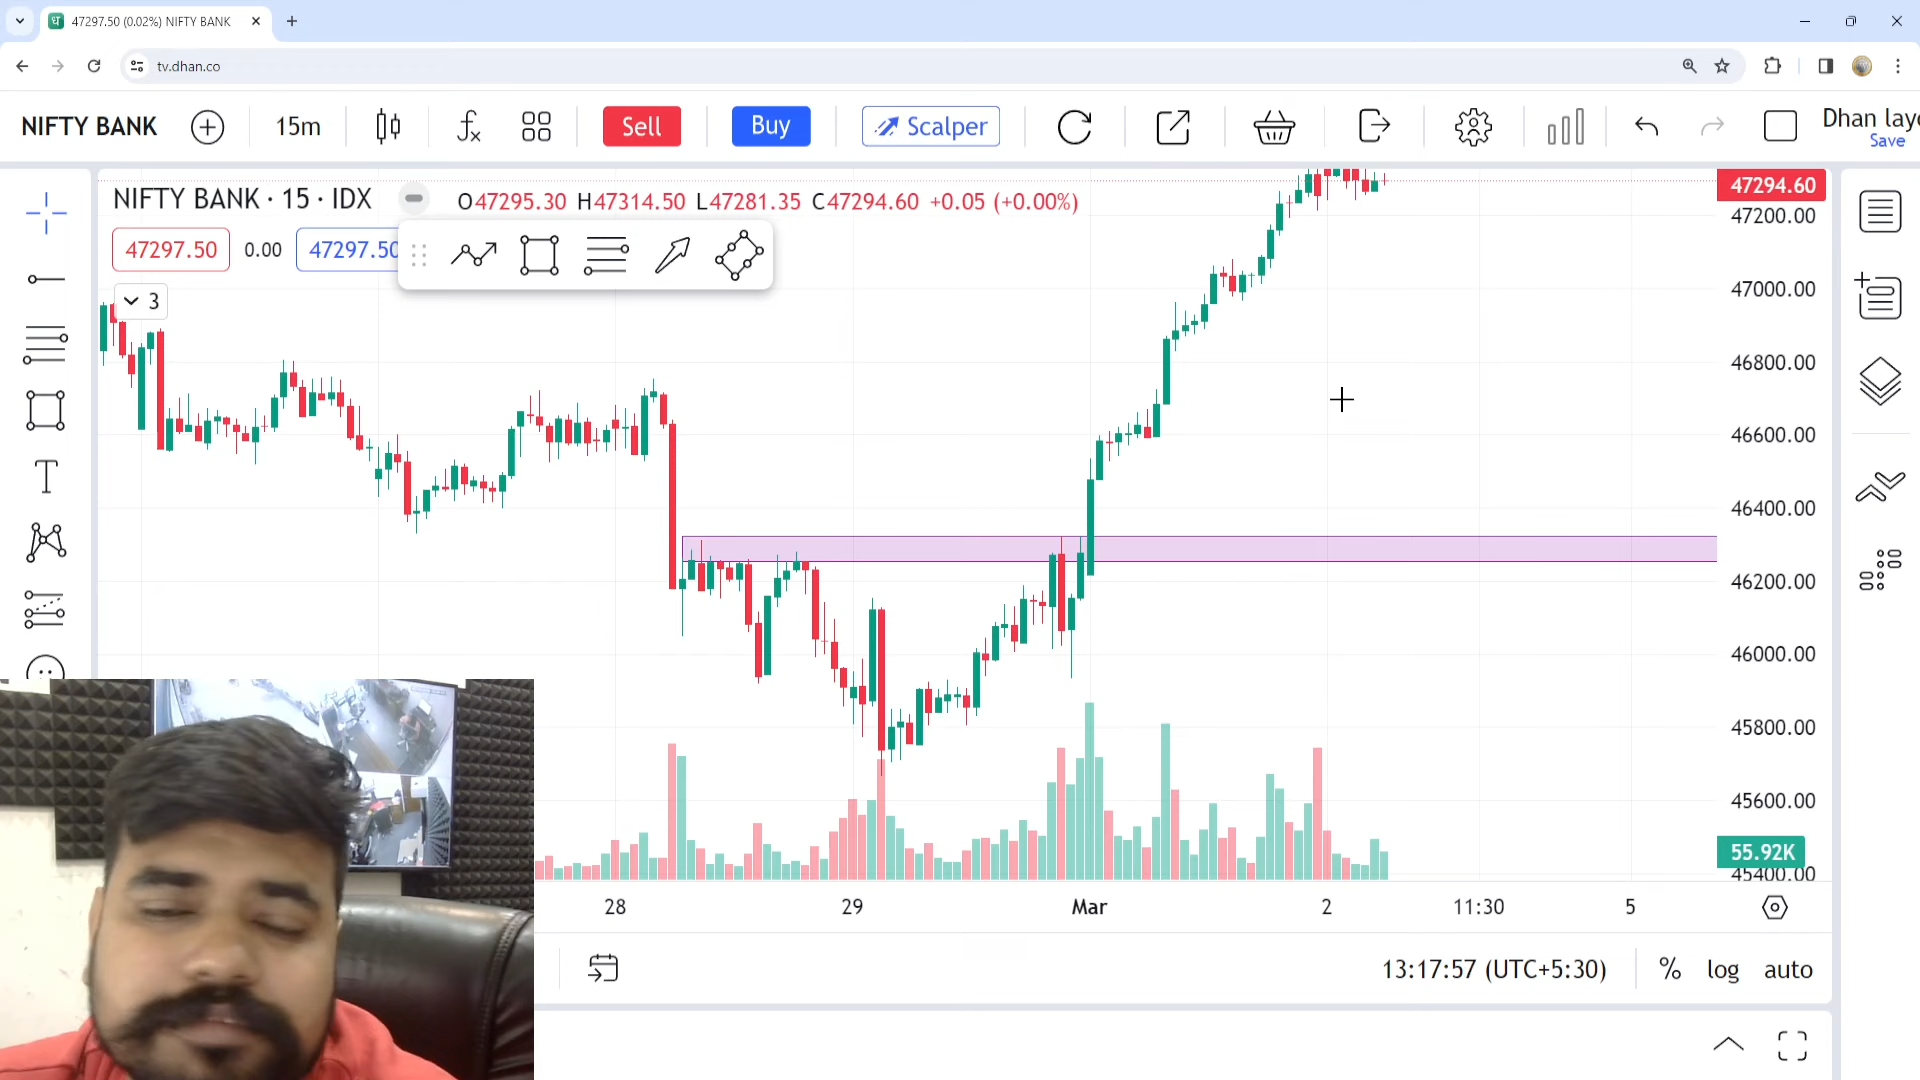 47297.50 (0.02%) NIFTY BANK
tv.dhan.co
NIFTY BANK
15m
Sell
Buy
Scalper
Dhan layo
Save
NIFTY BANK · 15 · IDX
O47295.30 H47314.50 L47281.35 C47294.60 +0.05 (+0.00%)
47297.50
0.00
47297.50
3
47294.60
47200.00
47000.00
46800.00
46600.00
46400.00
46200.00
46000.00
45800.00
45600.00
55.92K
45400.00
28
29
Mar
2
11:30
5
13:17:57 (UTC+5:30)
%
log
auto